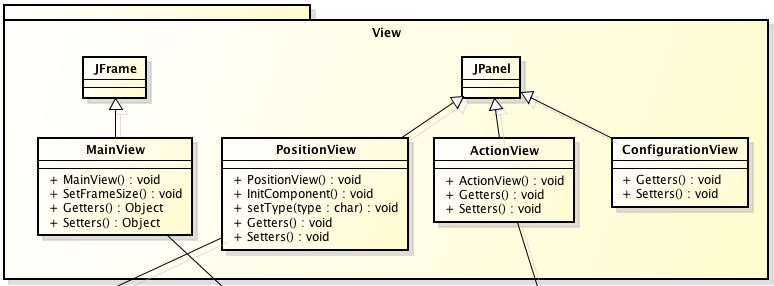 View
JFrame
JPanel
MainView
+ MainView() : void
+ SetFrameSize() : void
+ Getters() : Object
+ Setters() : Object
PositionView
+ PositionView() : void
+ InitComponent() : void
+ setType(type : char) : void
+ Getters() : void
+ Setters() : void
ActionView
+ ActionView() : void
+ Getters() : void
+ Setters() : void
ConfigurationView
+ Getters() : void
+ Setters() : void